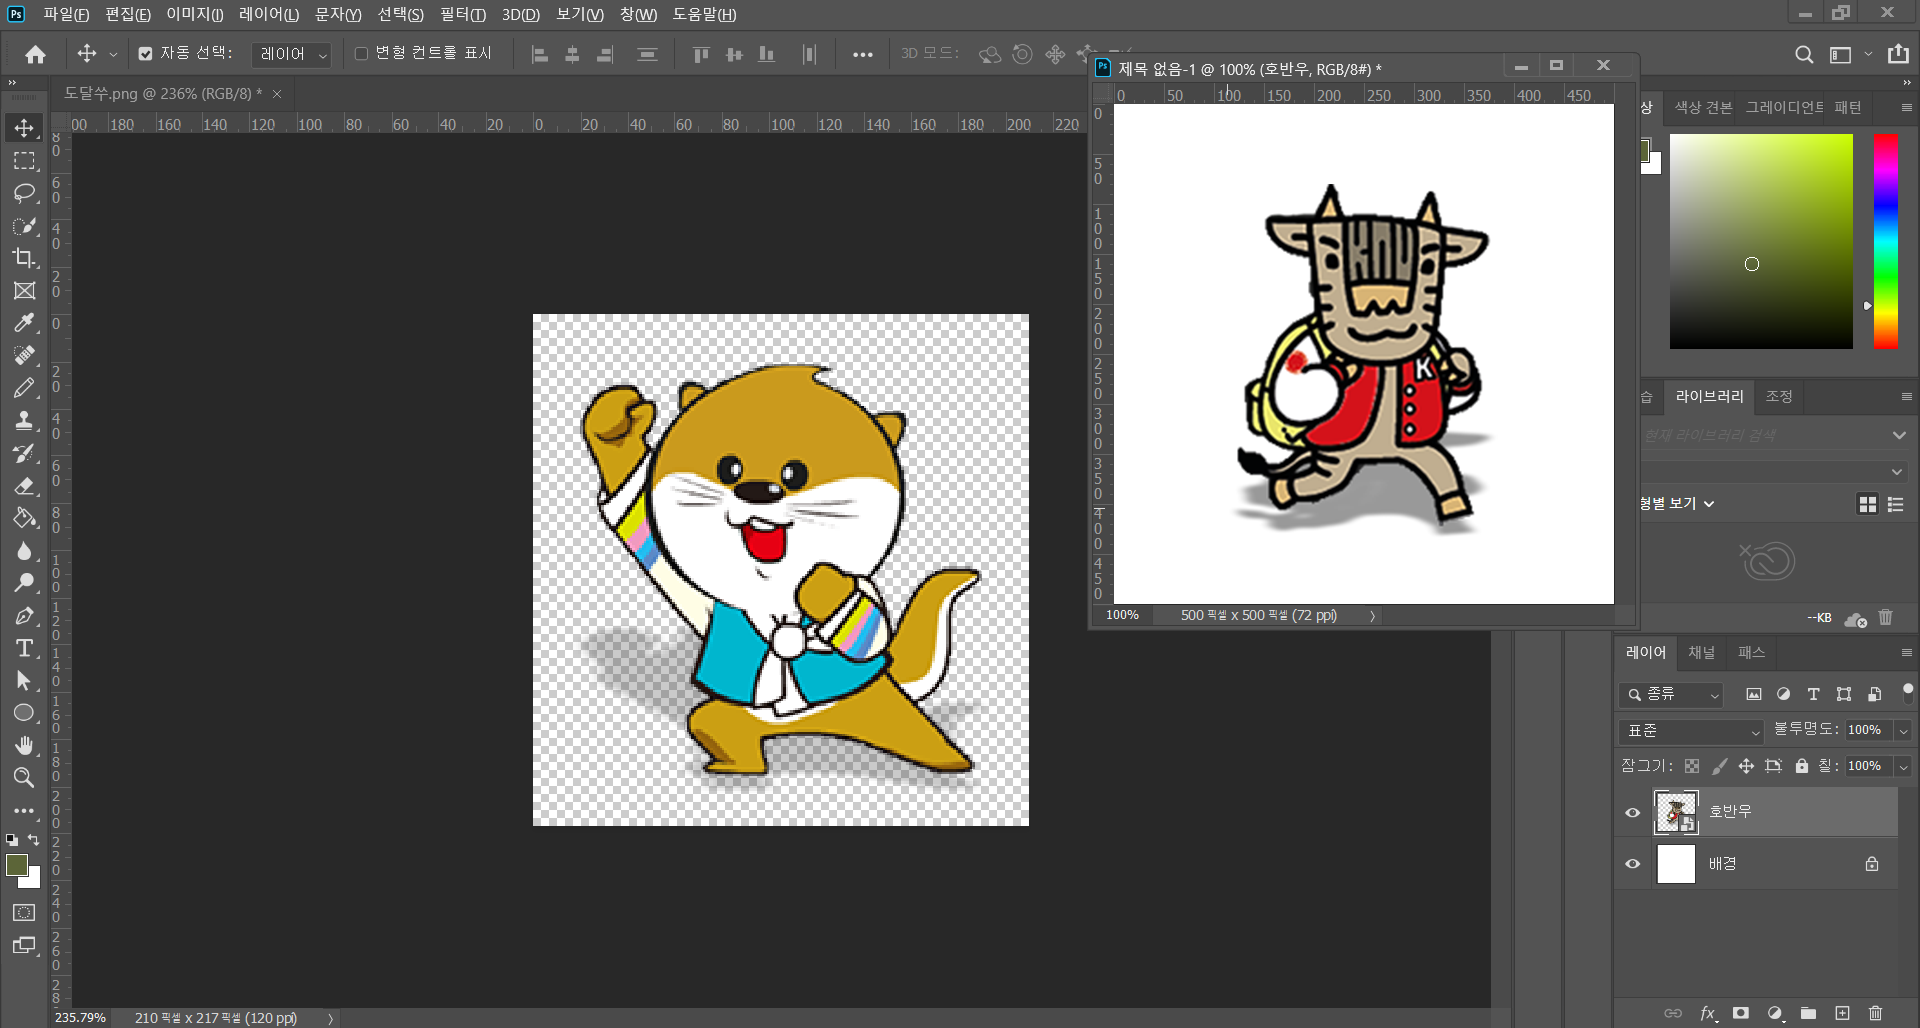 Ps 파일(F) 편집(E) 이미지(I) 레이어(L) 문자(Y) 선택(S) 필터(T) 3D(D) 보기(V) 창(W) 도움말(H)
자동 선택: 레이어 변형 컨트롤 표시 3D 모드:
도달쑤.png @ 236% (RGB/8) *
180 160 140 120 100 80 60 40 20 0 20 40 60 80 100 120 140 160 180 200 220
Ps 제목 없음-1 @ 100% (호반우, RGB/8#) *
0 50 100 150 200 250 300 350 400 450
KNU
K
100% 500 픽셀 x 500 픽셀 (72 ppi)
상 색상 견본 그레이디언트 패턴
습 라이브러리 조정
현재 라이브러리 검색
형별 보기
--KB
레이어 채널 패스
종류
표준 불투명도: 100%
잠그기: 칠: 100%
호반우
배경
fx
235.79% 210 픽셀 x 217 픽셀 (120 ppi)